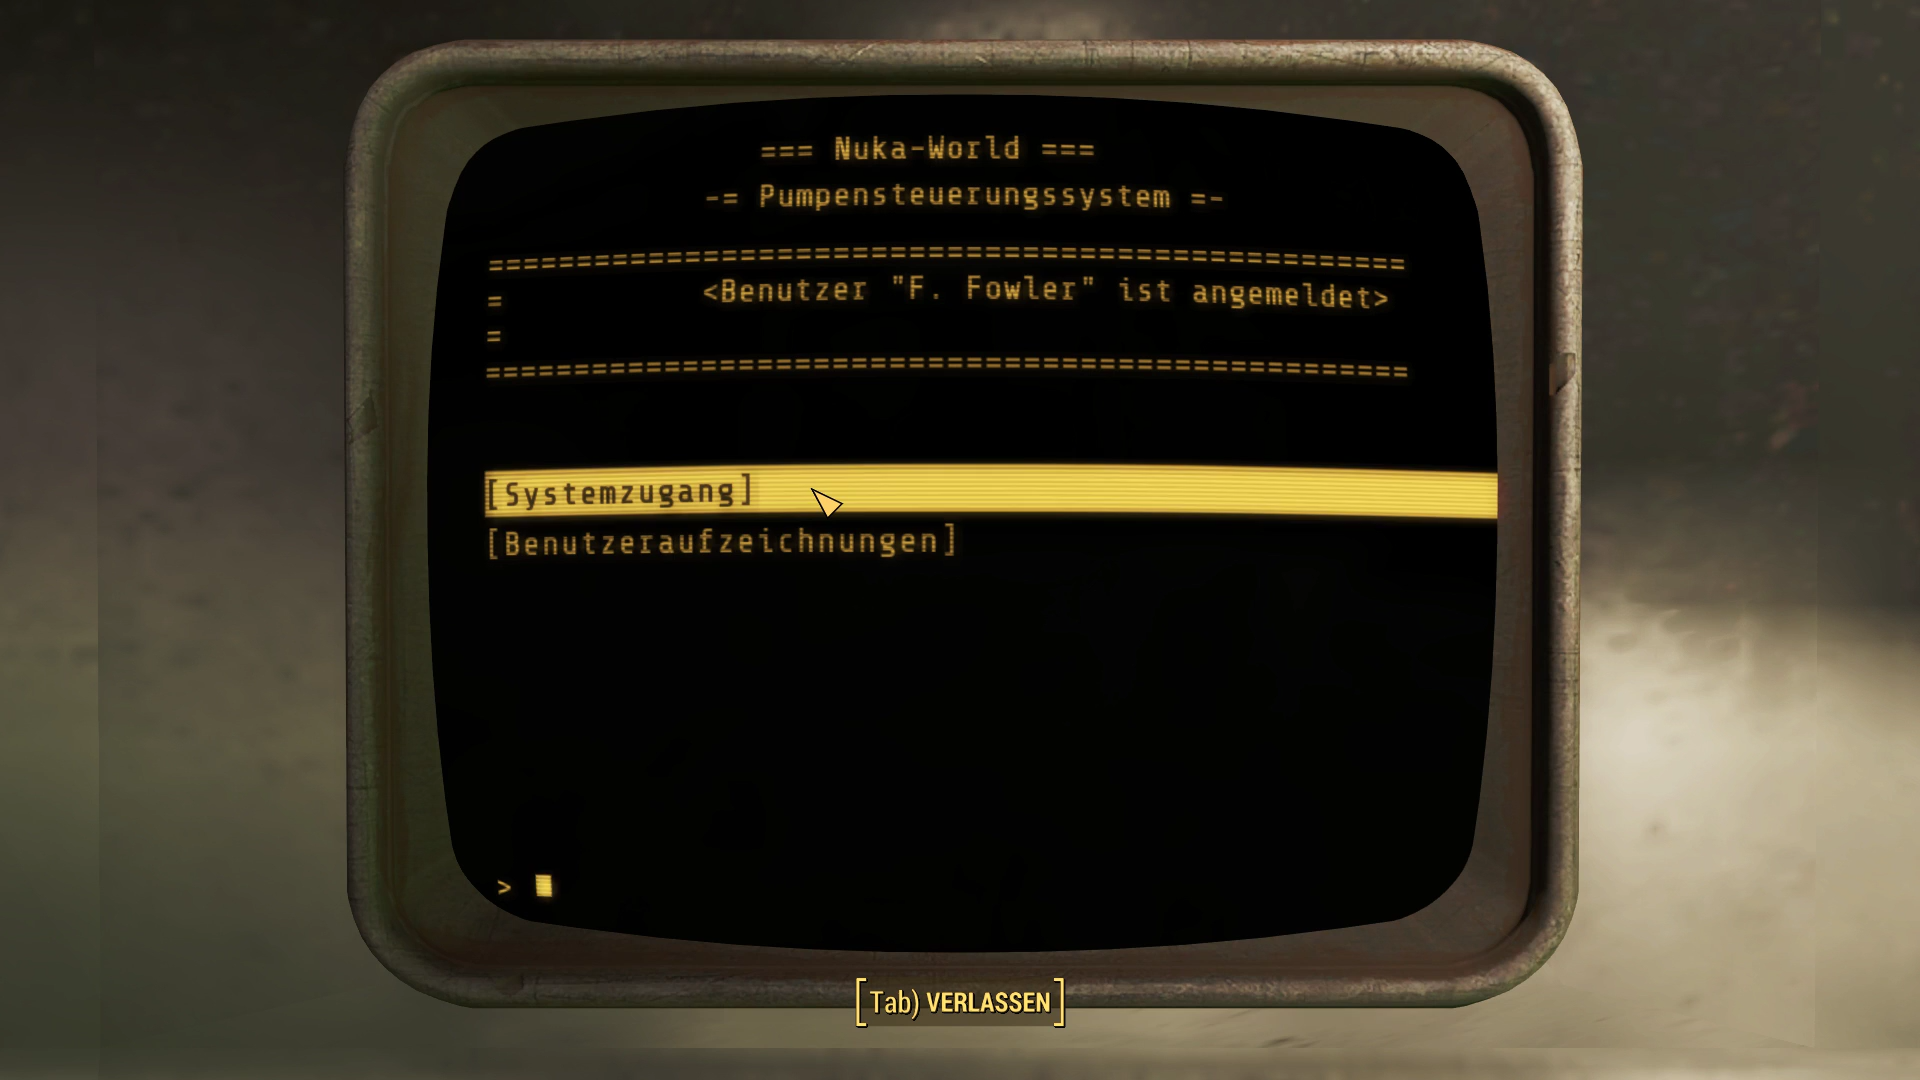 === Nuka-World ===
-= Pumpensteuerungssystem =-
=====================================================
= <Benutzer "F. Fowler" ist angemeldet>
=
=====================================================
[Systemzugang]
[Benutzeraufzeichnungen]
>
[Tab) VERLASSEN]